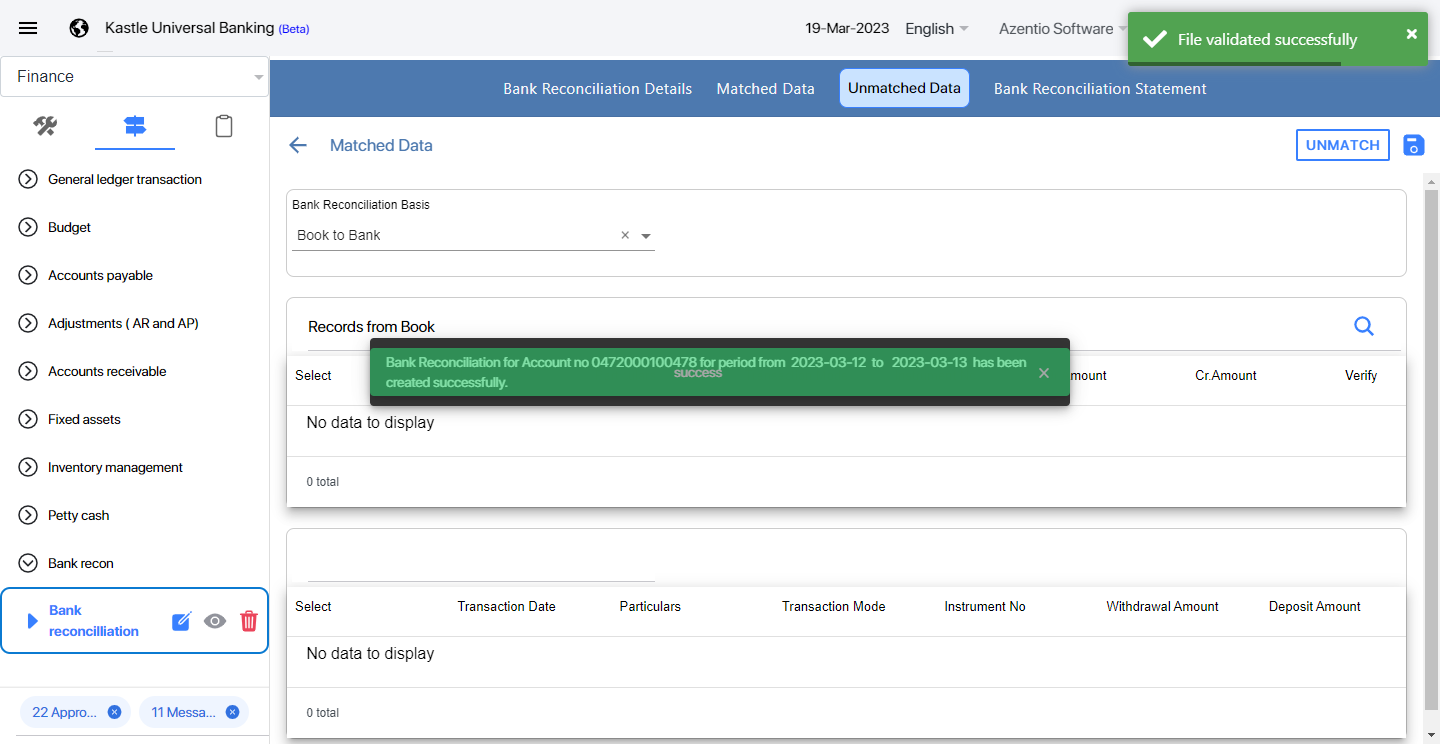 Kastle Universal Banking (Beta)
19-Mar-2023
English
Azentio Software
File validated successfully
Finance
Bank Reconciliation Details
Matched Data
Unmatched Data
Bank Reconciliation Statement
Matched Data
UNMATCH
General ledger transaction
Budget
Accounts payable
Adjustments ( AR and AP)
Accounts receivable
Fixed assets
Inventory management
Petty cash
Bank recon
Bank
reconcilliation
22 Appro...
11 Messa...
Bank Reconciliation Basis
Book to Bank
Records from Book
Bank Reconciliation for Account no 0472000100478 for period from 2023-03-12 to 2023-03-13 has been
created successfully.
success
Select
mount
Cr.Amount
Verify
No data to display
0 total
Select
Transaction Date
Particulars
Transaction Mode
Instrument No
Withdrawal Amount
Deposit Amount
No data to display
0 total